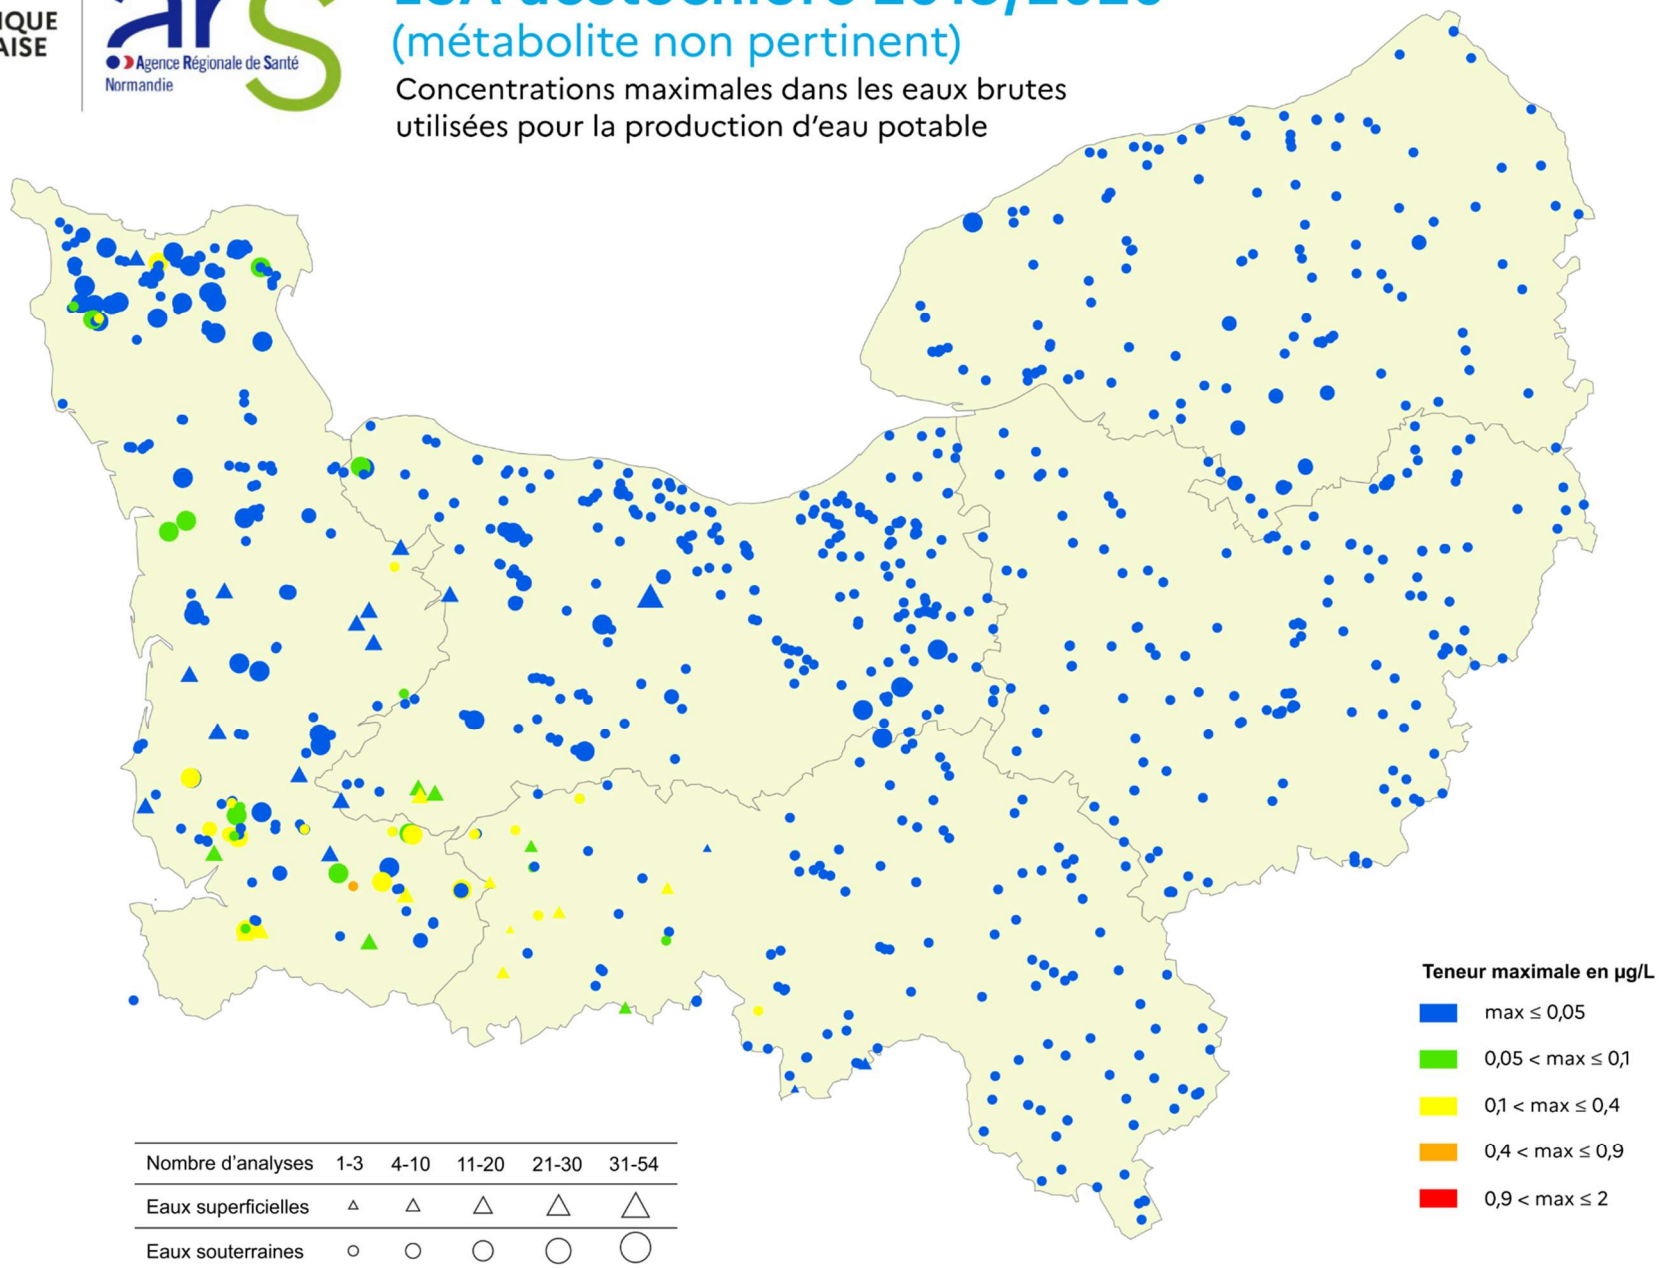 (métabolite non pertinent)
Concentrations maximales dans les eaux brutes
utilisées pour la production d'eau potable
ars
Agence Régionale de Santé
Normandie
Teneur maximale en µg/L
max ≤ 0,05
0,05 < max ≤ 0,1
0,1 < max ≤ 0,4
0,4 < max ≤ 0,9
0,9 < max ≤ 2
Nombre d'analyses 1-3 4-10 11-20 21-30 31-54
Eaux superficielles
Eaux souterraines